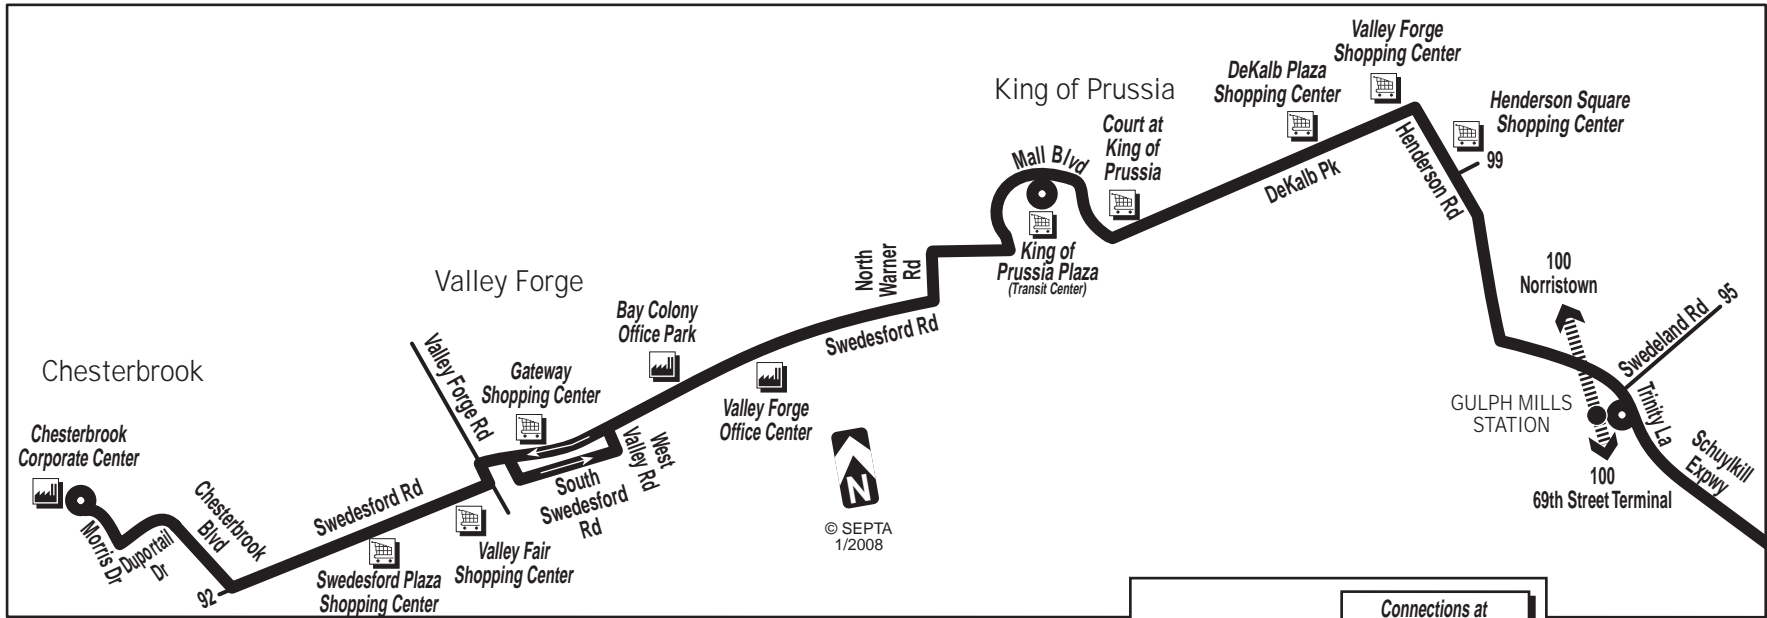 Valley Forge
Shopping Center
DeKalb Plaza
Shopping Center
King of Prussia
Henderson Square
Shopping Center
Court at
King of
Prussia
Mall Blvd
99
DeKalb Pk
Henderson Rd
King of
Prussia Plaza
(Transit Center)
North
Warner
Rd
Valley Forge
100
Norristown
Bay Colony
Office Park
Swedesford Rd
Swedeland Rd
95
Valley Forge Rd
Chesterbrook
Gateway
Shopping Center
Valley Forge
Office Center
GULPH MILLS
STATION
Trinity La
Chesterbrook
Corporate Center
West
Valley Rd
Schuylkill
Expwy
100
69th Street Terminal
N
© SEPTA
1/2008
South
Swedesford
Rd
Swedesford Rd
Chesterbrook
Blvd
Morris Dr
Duportail
Dr
Valley Fair
Shopping Center
Swedesford Plaza
Shopping Center
92
Connections at